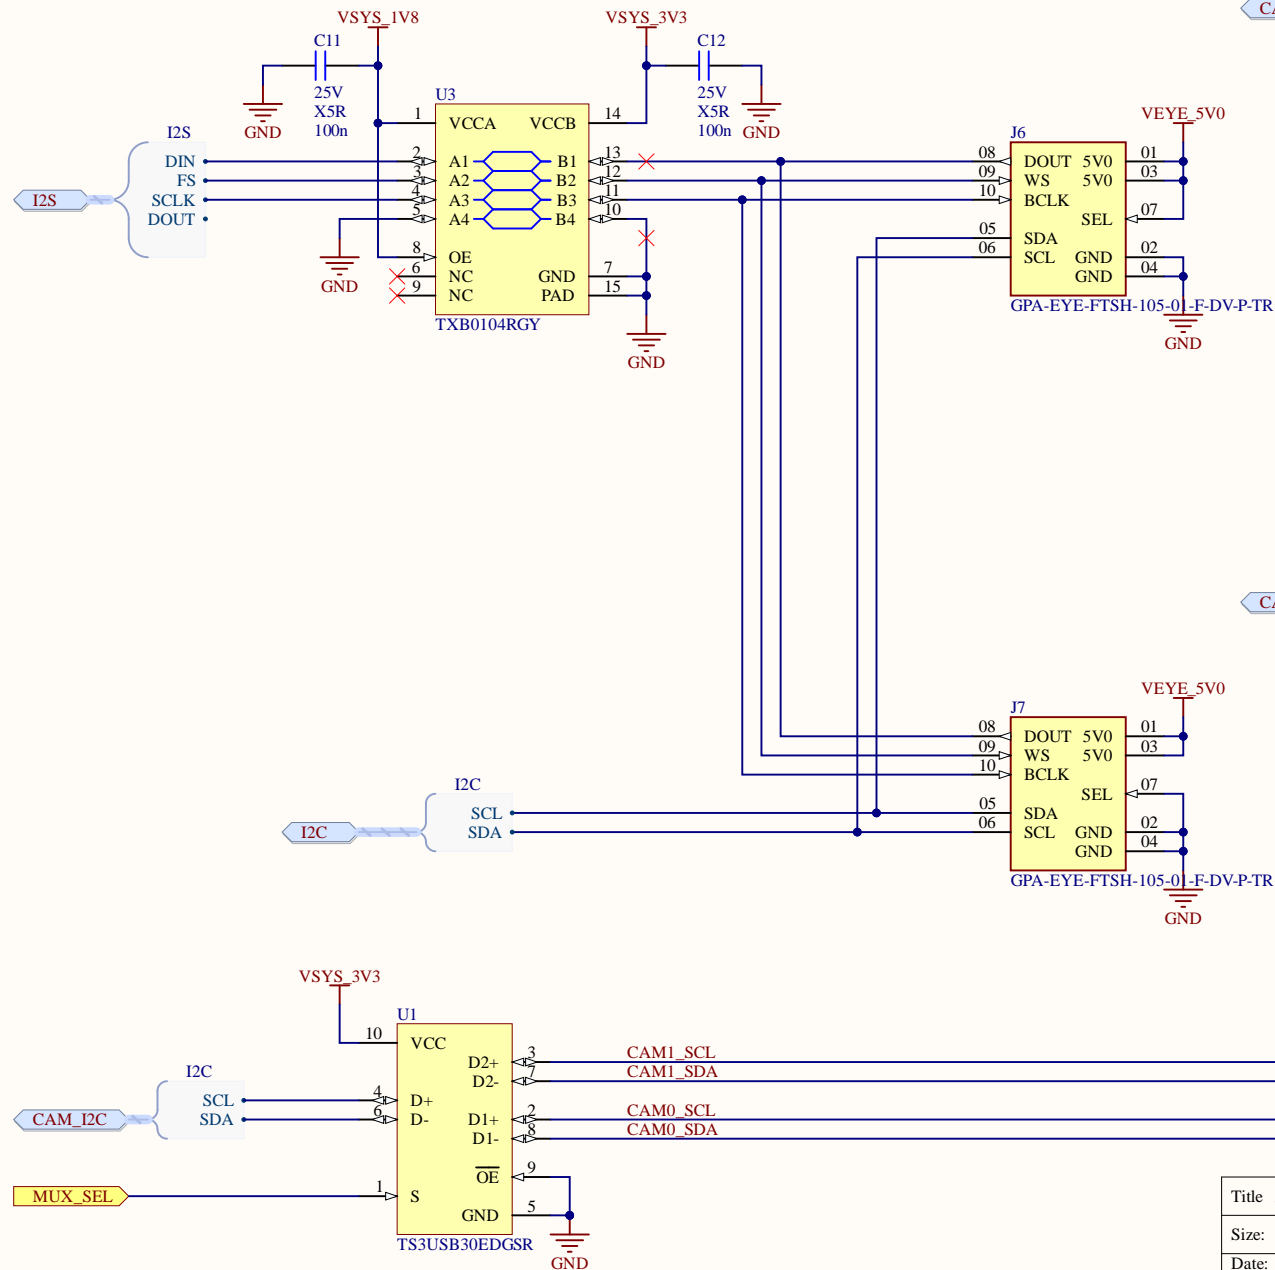 VSYS_1V8
VSYS_3V3
CA
C11
25V
X5R
100n
GND
C12
25V
X5R
100n
GND
U3
1 VCCA VCCB 14
2 A1 B1 13
3 A2 B2 12
4 A3 B3 11
5 A4 B4 10
8 OE
6 NC GND 7
9 NC PAD 15
TXB0104RGY
GND
GND
I2S
I2S
DIN
FS
SCLK
DOUT
VEYE_5V0
J6
08 DOUT 5V0 01
09 WS 5V0 03
10 BCLK
SEL 07
05 SDA
06 SCL GND 02
GND 04
GPA-EYE-FTSH-105-01-F-DV-P-TR
GND
CA
VEYE_5V0
J7
08 DOUT 5V0 01
09 WS 5V0 03
10 BCLK
SEL 07
05 SDA
06 SCL GND 02
GND 04
GPA-EYE-FTSH-105-01-F-DV-P-TR
GND
I2C
I2C
SCL
SDA
VSYS_3V3
U1
10 VCC
D2+ 3 CAM1_SCL
D2- 7 CAM1_SDA
4 D+
6 D-
D1+ 2 CAM0_SCL
D1- 8 CAM0_SDA
OE 9
1 S
GND 5
TS3USB30EDGSR
GND
I2C
CAM_I2C
SCL
SDA
MUX_SEL
Title
Size:
Date: